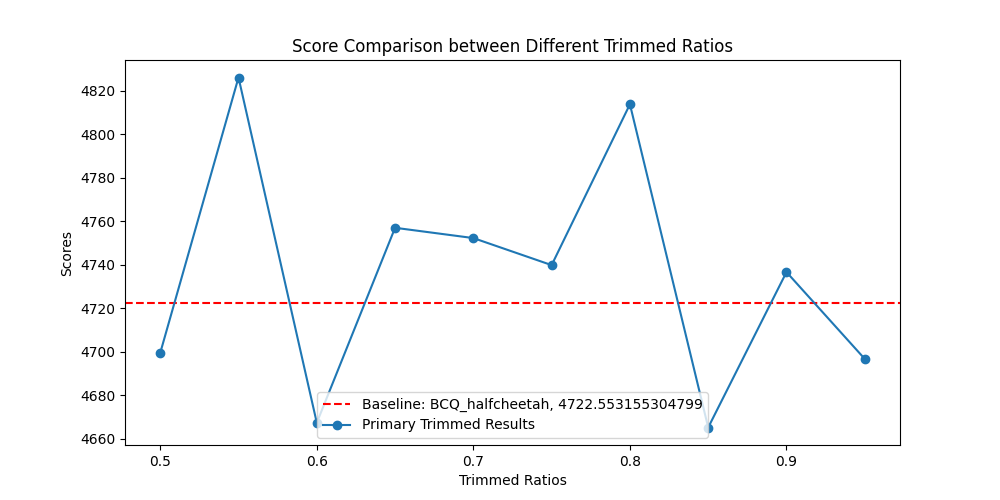 Score Comparison between Different Trimmed Ratios
Scores
4820
4800
4780
4760
4740
4720
4700
4680
4660
Baseline: BCQ_halfcheetah, 4722.553155304799
Primary Trimmed Results
0.5 0.6 0.7 0.8 0.9
Trimmed Ratios